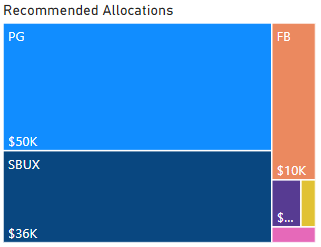 Recommended Allocations
PG
FB
$50K
SBUX
$10K
$...
$36K